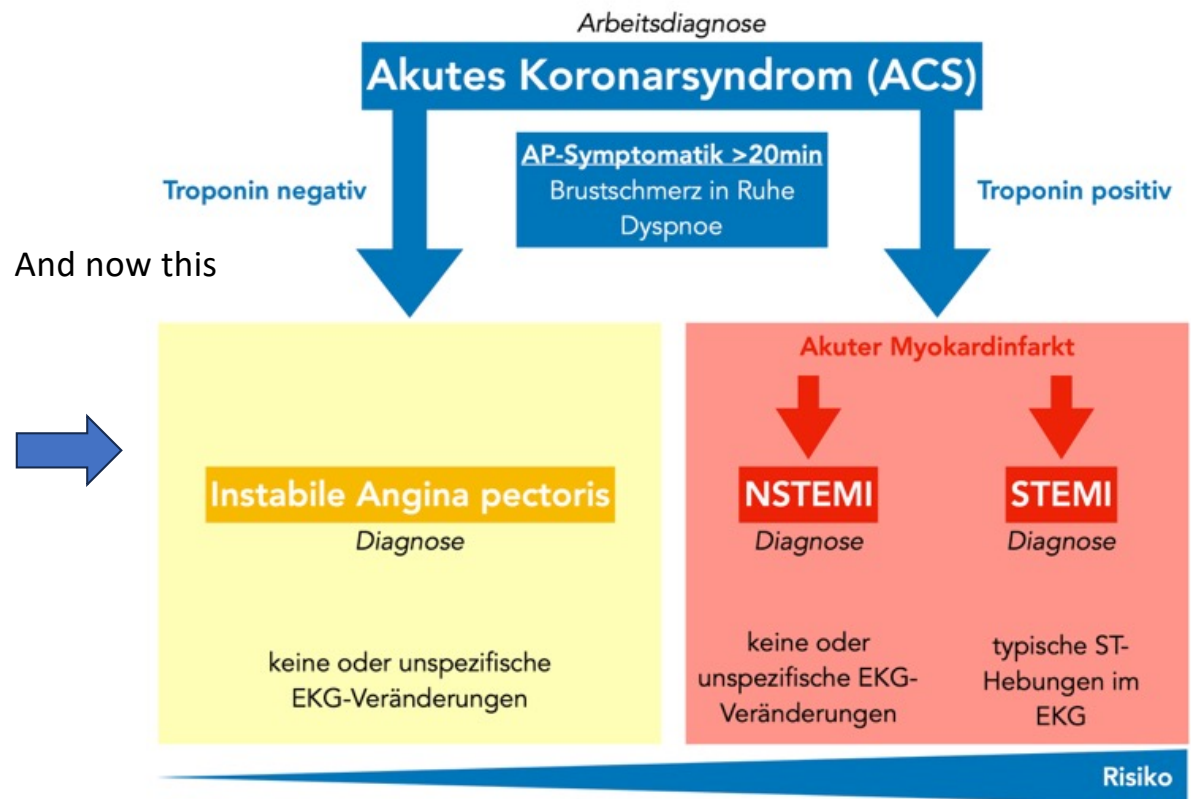 Arbeitsdiagnose
Akutes Koronarsyndrom (ACS)
AP-Symptomatik >20min
Brustschmerz in Ruhe
Dyspnoe
Troponin negativ
Troponin positiv
And now this
Akuter Myokardinfarkt
Instabile Angina pectoris
Diagnose
keine oder unspezifische
EKG-Veränderungen
NSTEMI
Diagnose
keine oder
unspezifische EKG-
Veränderungen
STEMI
Diagnose
typische ST-
Hebungen im
EKG
Risiko